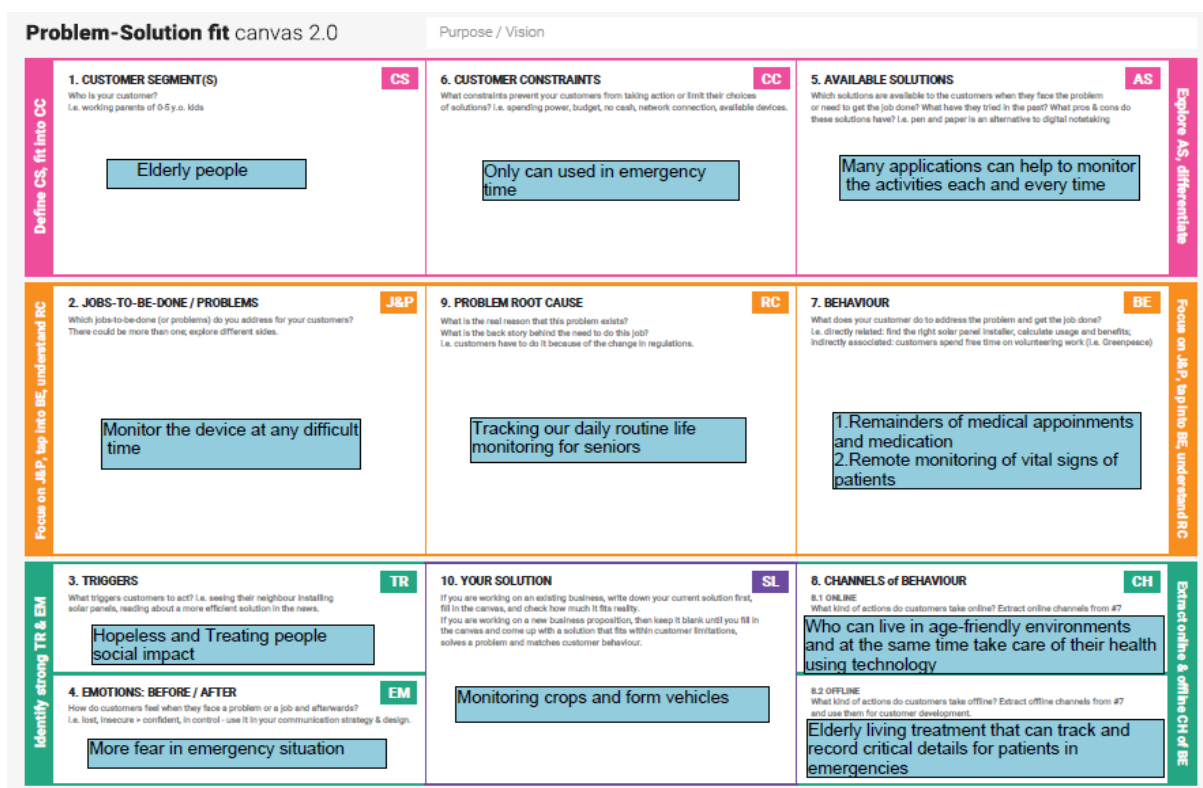 Problem-Solution fit canvas 2.0
Purpose / Vision
Define CS, fit into CC
1. CUSTOMER SEGMENT(S)
CS
Who is your customer?
i.e. working parents of 0-5 y.o. kids
Elderly people
6. CUSTOMER CONSTRAINTS
CC
What constraints prevent your customers from taking action or limit their choices
of solutions? i.e. spending power, budget, no cash, network connection, available devices.
Only can used in emergency
time
5. AVAILABLE SOLUTIONS
AS
Which solutions are available to the customers when they face the problem
or need to get the job done? What have they tried in the past? What pros & cons do
these solutions have? i.e. pen and paper is an alternative to digital notetaking
Many applications can help to monitor
the activities each and every time
Explore AS, differentiate
Focus on J&P, tap into BE, understand RC
2. JOBS-TO-BE-DONE / PROBLEMS
J&P
Which jobs-to-be-done (or problems) do you address for your customers?
There could be more than one; explore different sides.
Monitor the device at any difficult
time
9. PROBLEM ROOT CAUSE
RC
What is the real reason that this problem exists?
What is the back story behind the need to do this job?
i.e. customers have to do it because of the change in regulations.
Tracking our daily routine life
monitoring for seniors
7. BEHAVIOUR
BE
What does your customer do to address the problem and get the job done?
i.e. directly related: find the right solar panel installer, calculate usage and benefits;
indirectly associated: customers spend free time on volunteering work (i.e. Greenpeace)
1.Remainders of medical appoinments
and medication
2.Remote monitoring of vital signs of
patients
Focus on J&P, tap into BE, understand RC
Identify strong TR & EM
3. TRIGGERS
TR
What triggers customers to act? i.e. seeing their neighbour installing
solar panels, reading about a more efficient solution in the news.
Hopeless and Treating people
social impact
4. EMOTIONS: BEFORE / AFTER
EM
How do customers feel when they face a problem or a job and afterwards?
i.e. lost, insecure > confident, in control - use it in your communication strategy & design.
More fear in emergency situation
10. YOUR SOLUTION
SL
If you are working on an existing business, write down your current solution first,
fill in the canvas, and check how much it fits reality.
If you are working on a new business proposition, then keep it blank until you fill in
the canvas and come up with a solution that fits within customer limitations,
solves a problem and matches customer behaviour.
Monitoring crops and form vehicles
8. CHANNELS of BEHAVIOUR
CH
8.1 ONLINE
What kind of actions do customers take online? Extract online channels from #7
Who can live in age-friendly environments
and at the same time take care of their health
using technology
8.2 OFFLINE
What kind of actions do customers take offline? Extract offline channels from #7
and use them for customer development.
Elderly living treatment that can track and
record critical details for patients in
emergencies
Extract online & offline CH of BE